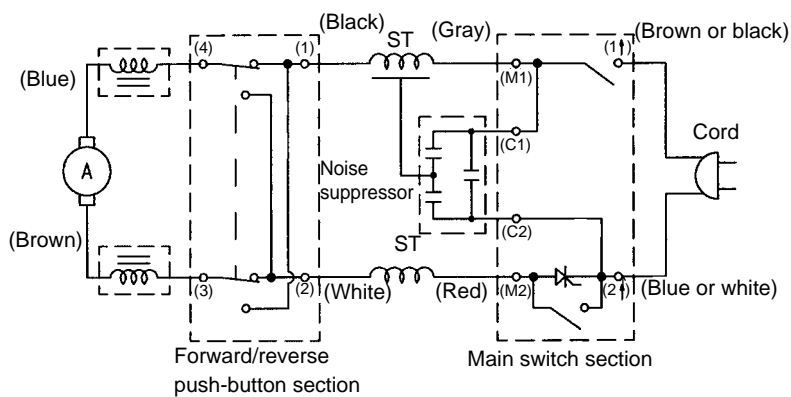 (Black)
ST
(Gray)
(Brown or black)
(4)
(1)
(M1)
(1)
(Blue)
A
Cord
(C1)
Noise
suppressor
(C2)
(Brown)
ST
(3)
(2)
(White)
(Red)
(M2)
(2)
(Blue or white)
Forward/reverse
push-button section
Main switch section